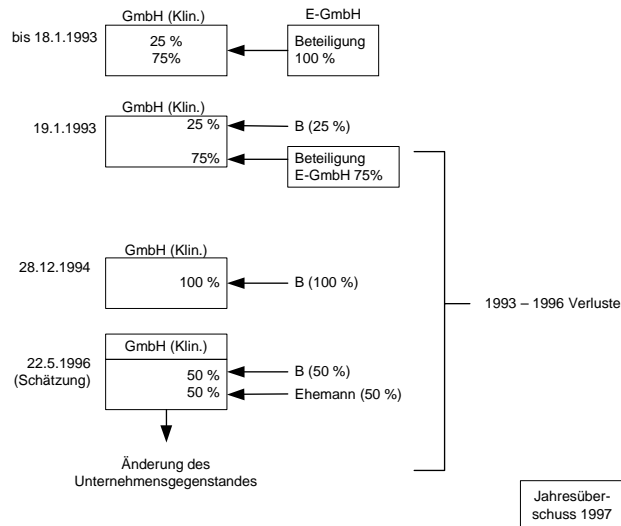 GmbH (Klin.)
E-GmbH
bis 18.1.1993
25 %
75%
Beteiligung
100 %
GmbH (Klin.)
19.1.1993
25 %
B (25 %)
75%
Beteiligung
E-GmbH 75%
GmbH (Klin.)
28.12.1994
100 %
B (100 %)
1993 – 1996 Verluste
GmbH (Klin.)
22.5.1996
(Schätzung)
50 %
B (50 %)
50 %
Ehemann (50 %)
Änderung des
Unternehmensgegenstandes
Jahresüber-
schuss 1997